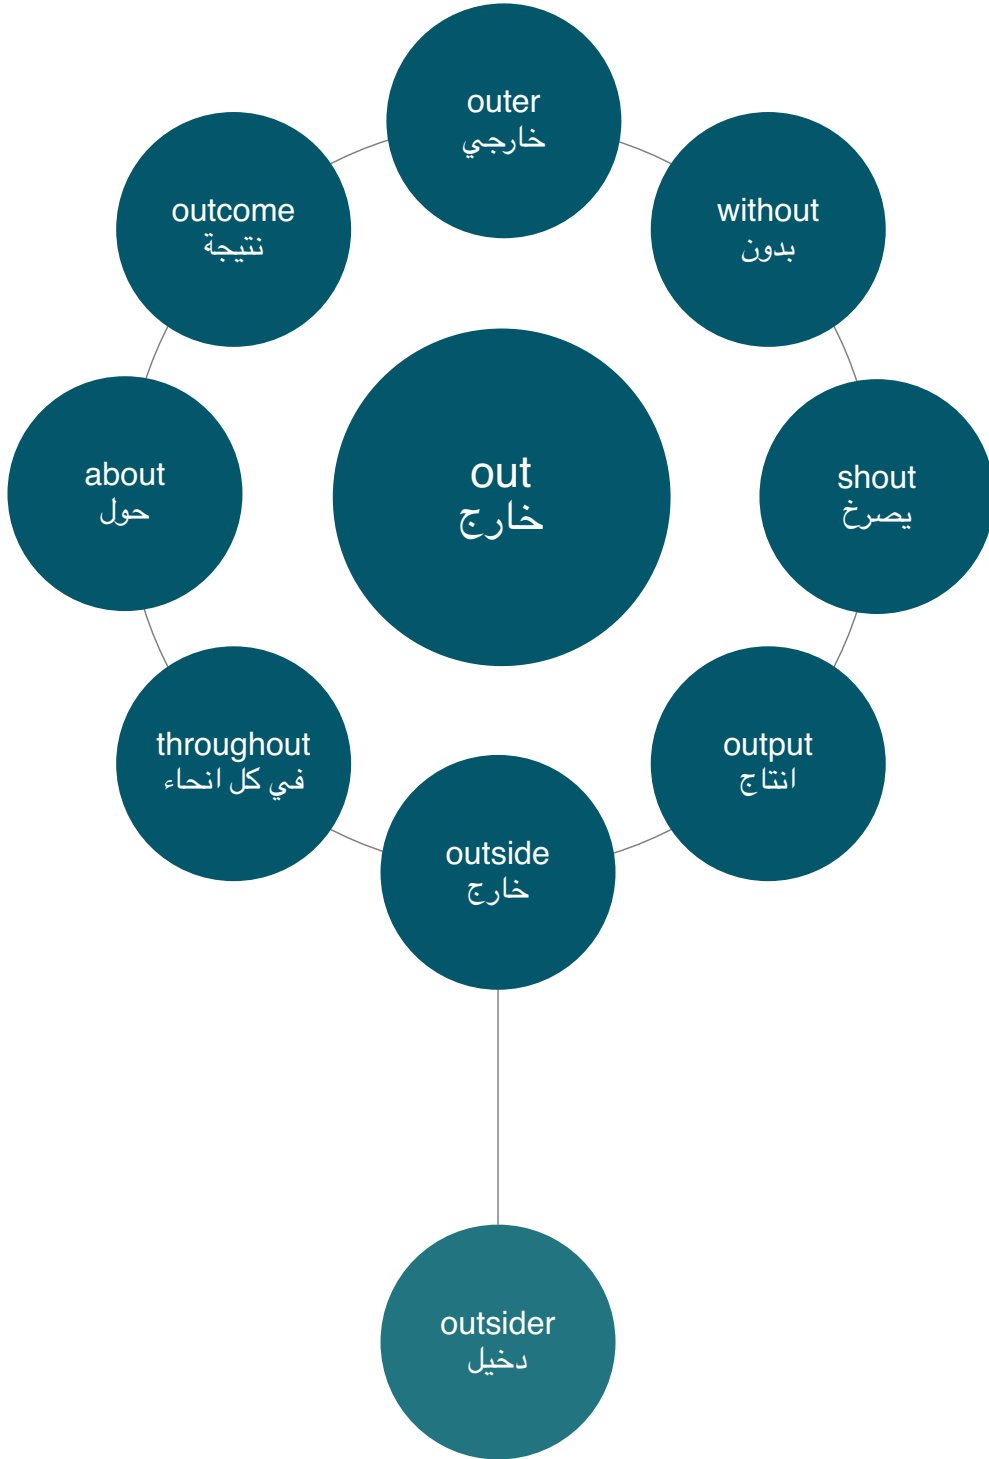 outer
خارجي
outcome
نتيجة
without
بدون
about
حول
out
خارج
shout
يصرخ
throughout
في كل انحاء
output
انتاج
outside
خارج
outsider
دخيل